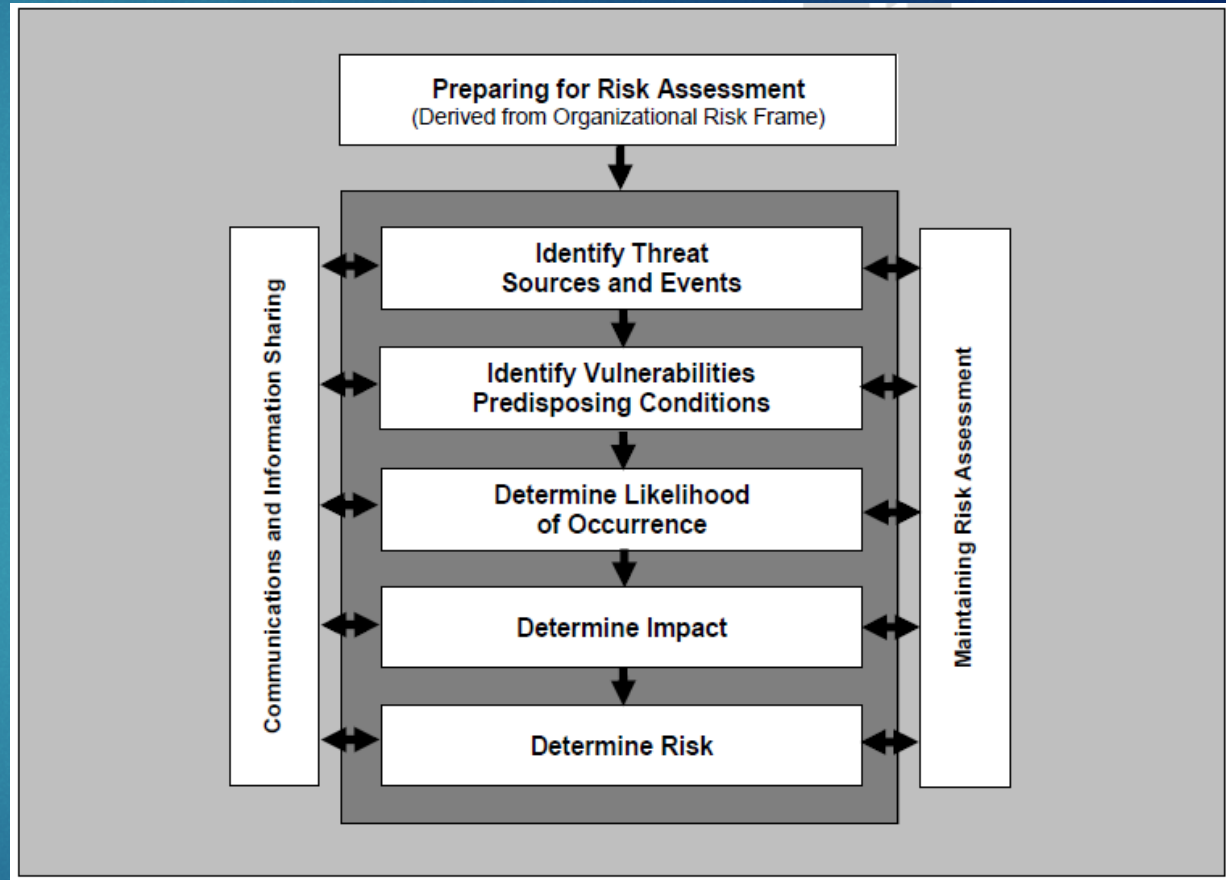 Preparing for Risk Assessment
(Derived from Organizational Risk Frame)
Communications and Information Sharing
Identify Threat
Sources and Events
Identify Vulnerabilities
Predisposing Conditions
Determine Likelihood
of Occurrence
Determine Impact
Determine Risk
Maintaining Risk Assessment